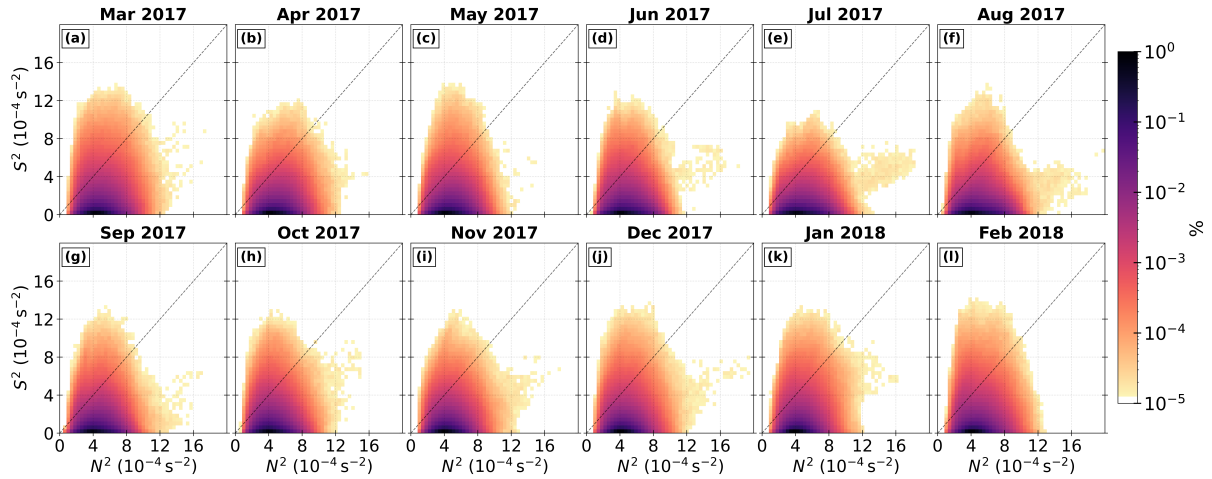 Mar 2017 Apr 2017 May 2017 Jun 2017 Jul 2017 Aug 2017
(a) (b) (c) (d) (e) (f)
S² (10⁻⁴ s⁻²)
16
12
8
4
0
Sep 2017 Oct 2017 Nov 2017 Dec 2017 Jan 2018 Feb 2018
(g) (h) (i) (j) (k) (l)
S² (10⁻⁴ s⁻²)
16
12
8
4
0
0 4 8 12 16 0 4 8 12 16 0 4 8 12 16 0 4 8 12 16 0 4 8 12 16 0 4 8 12 16
N² (10⁻⁴ s⁻²) N² (10⁻⁴ s⁻²) N² (10⁻⁴ s⁻²) N² (10⁻⁴ s⁻²) N² (10⁻⁴ s⁻²) N² (10⁻⁴ s⁻²)
10⁰
10⁻¹
10⁻²
10⁻³
10⁻⁴
10⁻⁵
%